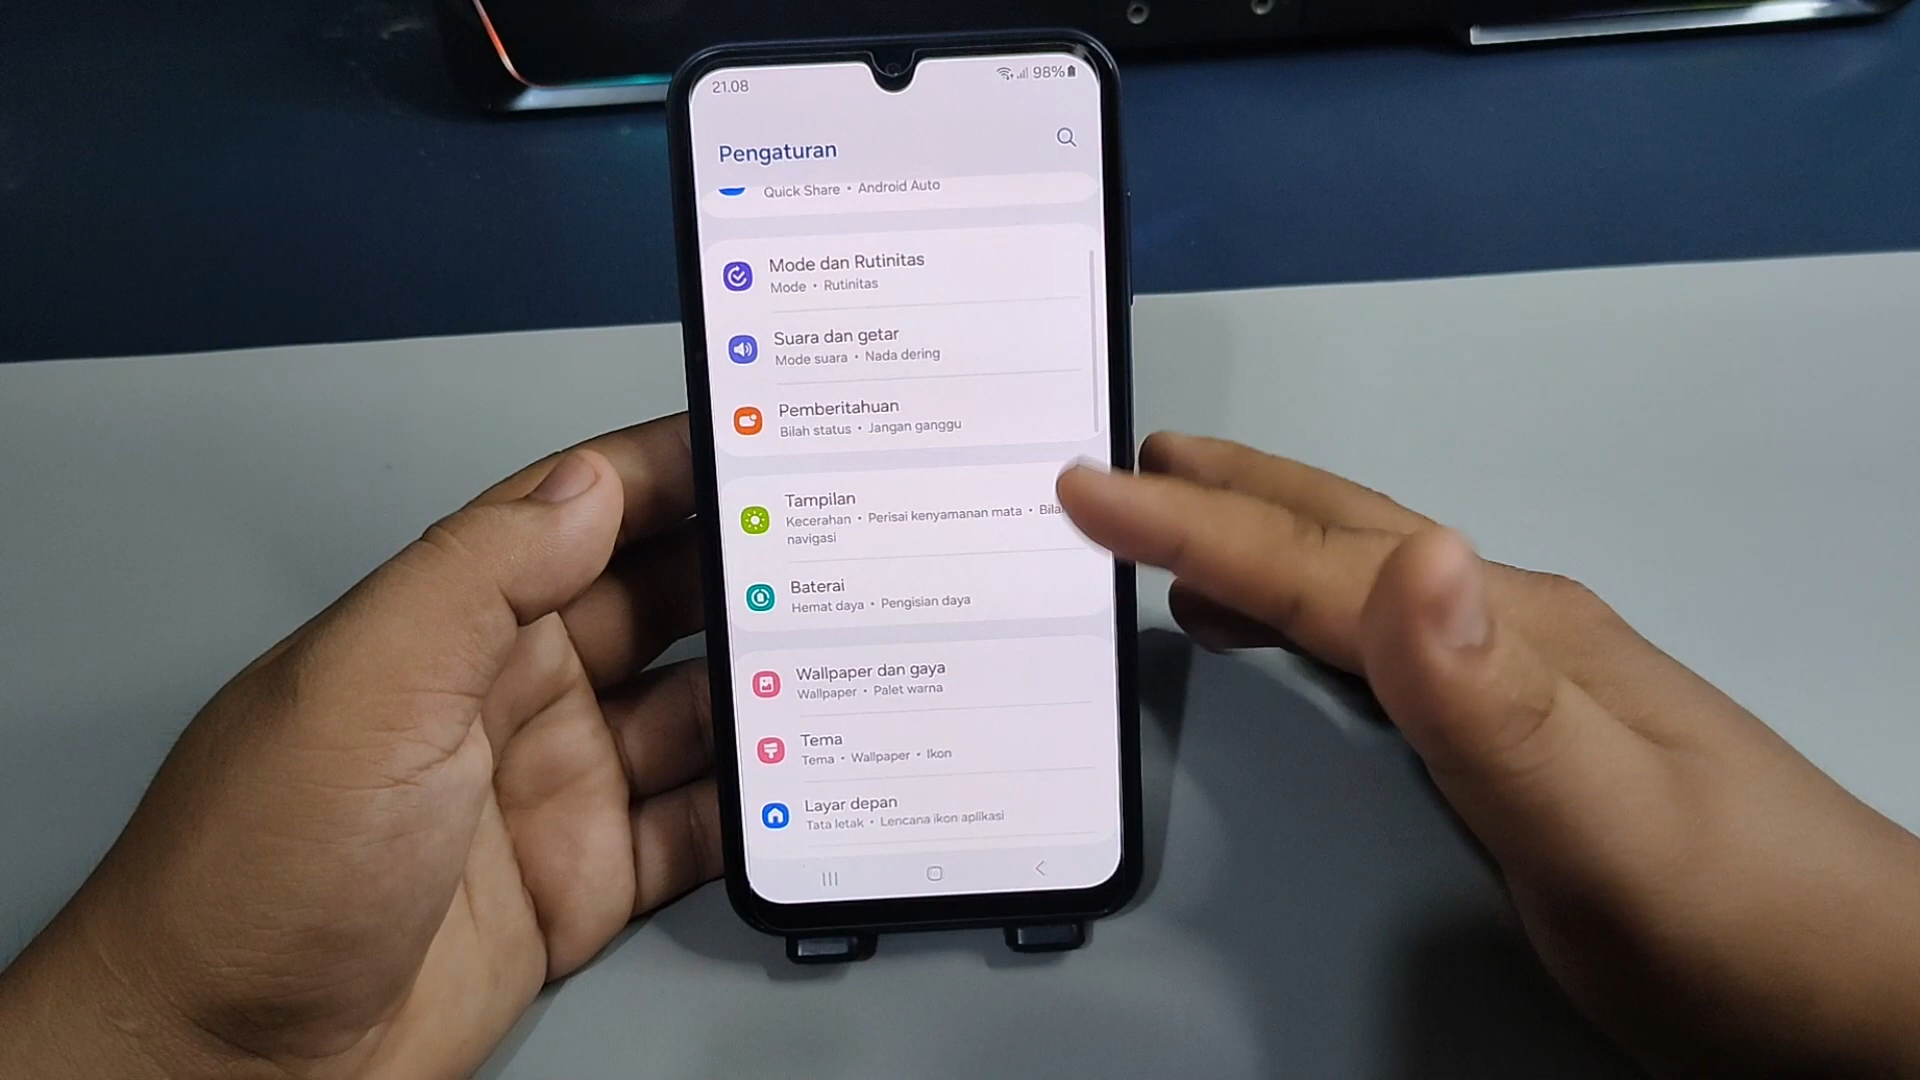 21.08
98%
Pengaturan
Quick Share • Android Auto
Mode dan Rutinitas
Mode • Rutinitas
Suara dan getar
Mode suara • Nada dering
Pemberitahuan
Bilah status • Jangan ganggu
Tampilan
Kecerahan • Perisai kenyamanan mata •
navigasi
Baterai
Hemat daya • Pengisian daya
Wallpaper dan gaya
Wallpaper • Palet warna
Tema
Tema • Wallpaper • Ikon
Layar depan
Tata letak • Lencana ikon aplikasi